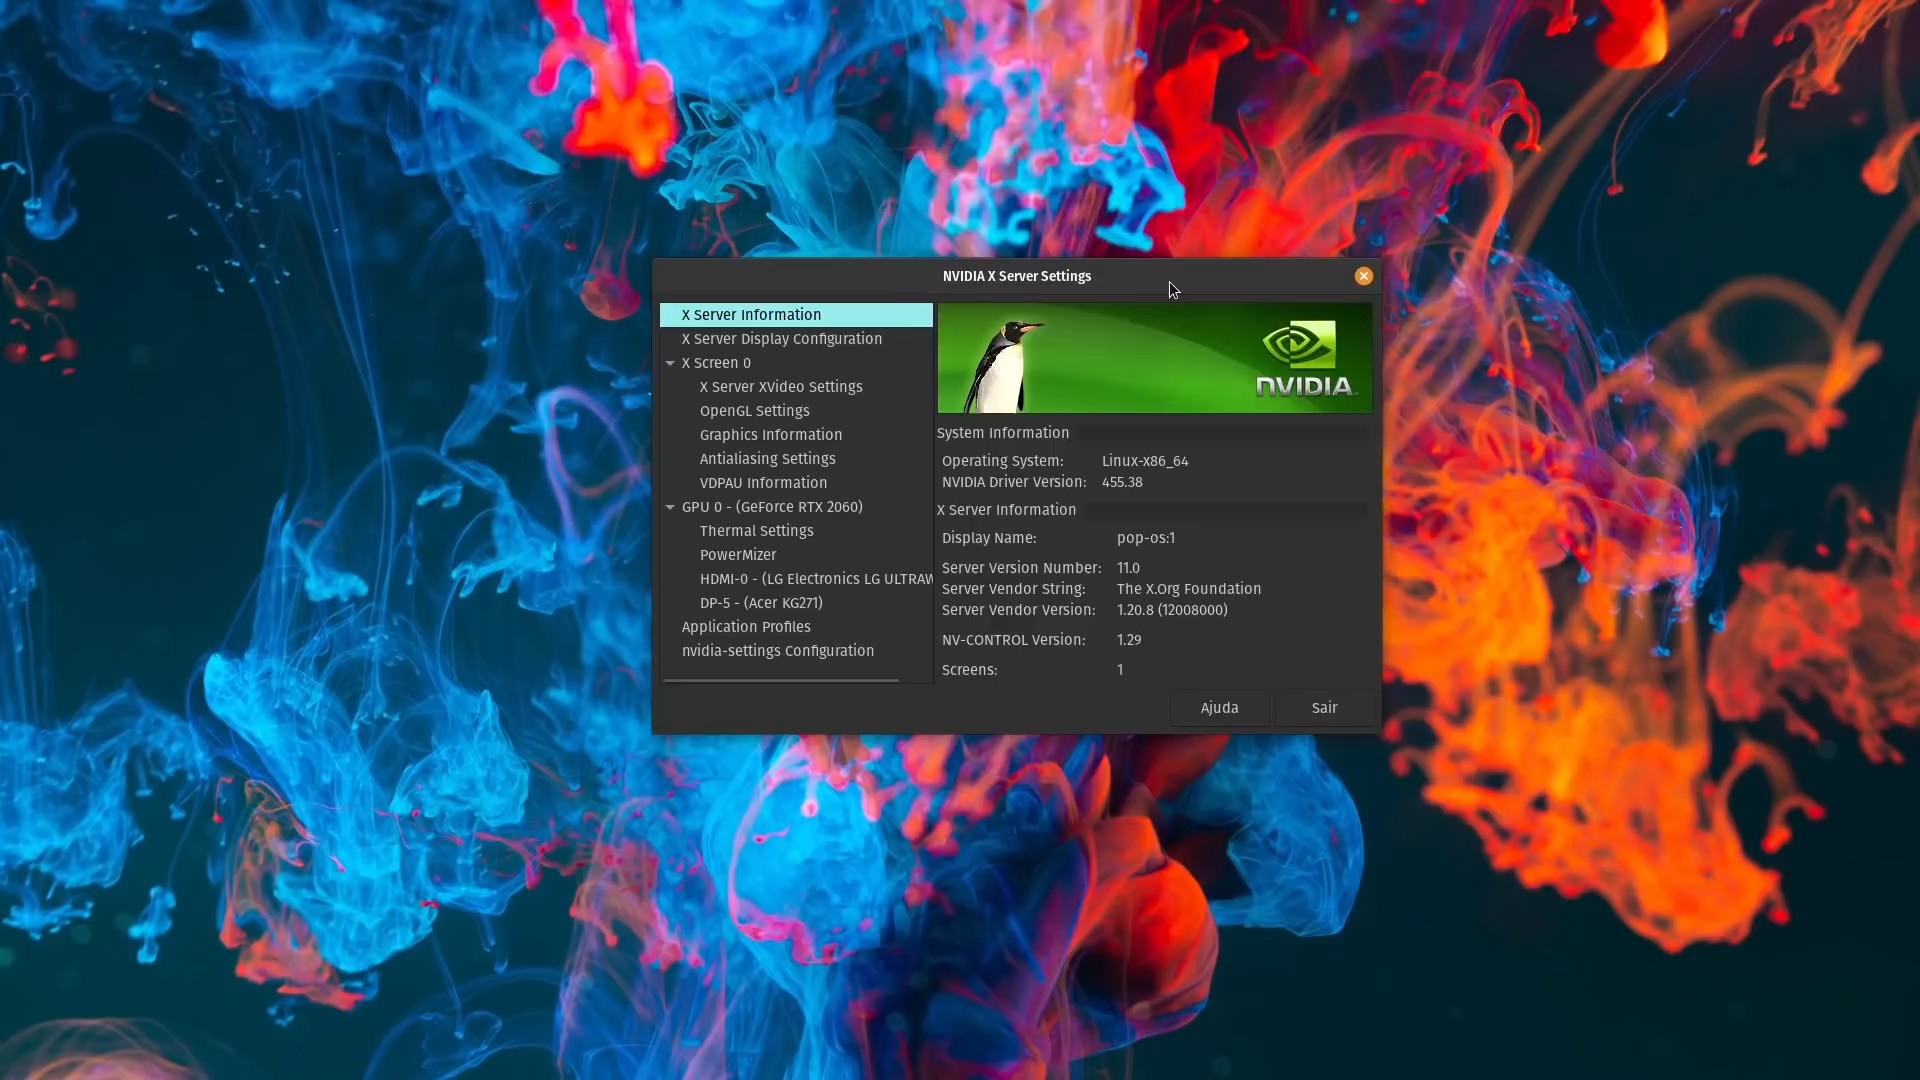 NVIDIA X Server Settings
X Server Information
X Server Display Configuration
X Screen 0
X Server XVideo Settings
OpenGL Settings
Graphics Information
Antialiasing Settings
VDPAU Information
GPU 0 - (GeForce RTX 2060)
Thermal Settings
PowerMizer
HDMI-0 - (LG Electronics LG ULTRAW
DP-5 - (Acer KG271)
Application Profiles
nvidia-settings Configuration
NVIDIA
System Information
Operating System: Linux-x86_64
NVIDIA Driver Version: 455.38
X Server Information
Display Name: pop-os:1
Server Version Number: 11.0
Server Vendor String: The X.Org Foundation
Server Vendor Version: 1.20.8 (12008000)
NV-CONTROL Version: 1.29
Screens: 1
Ajuda
Sair